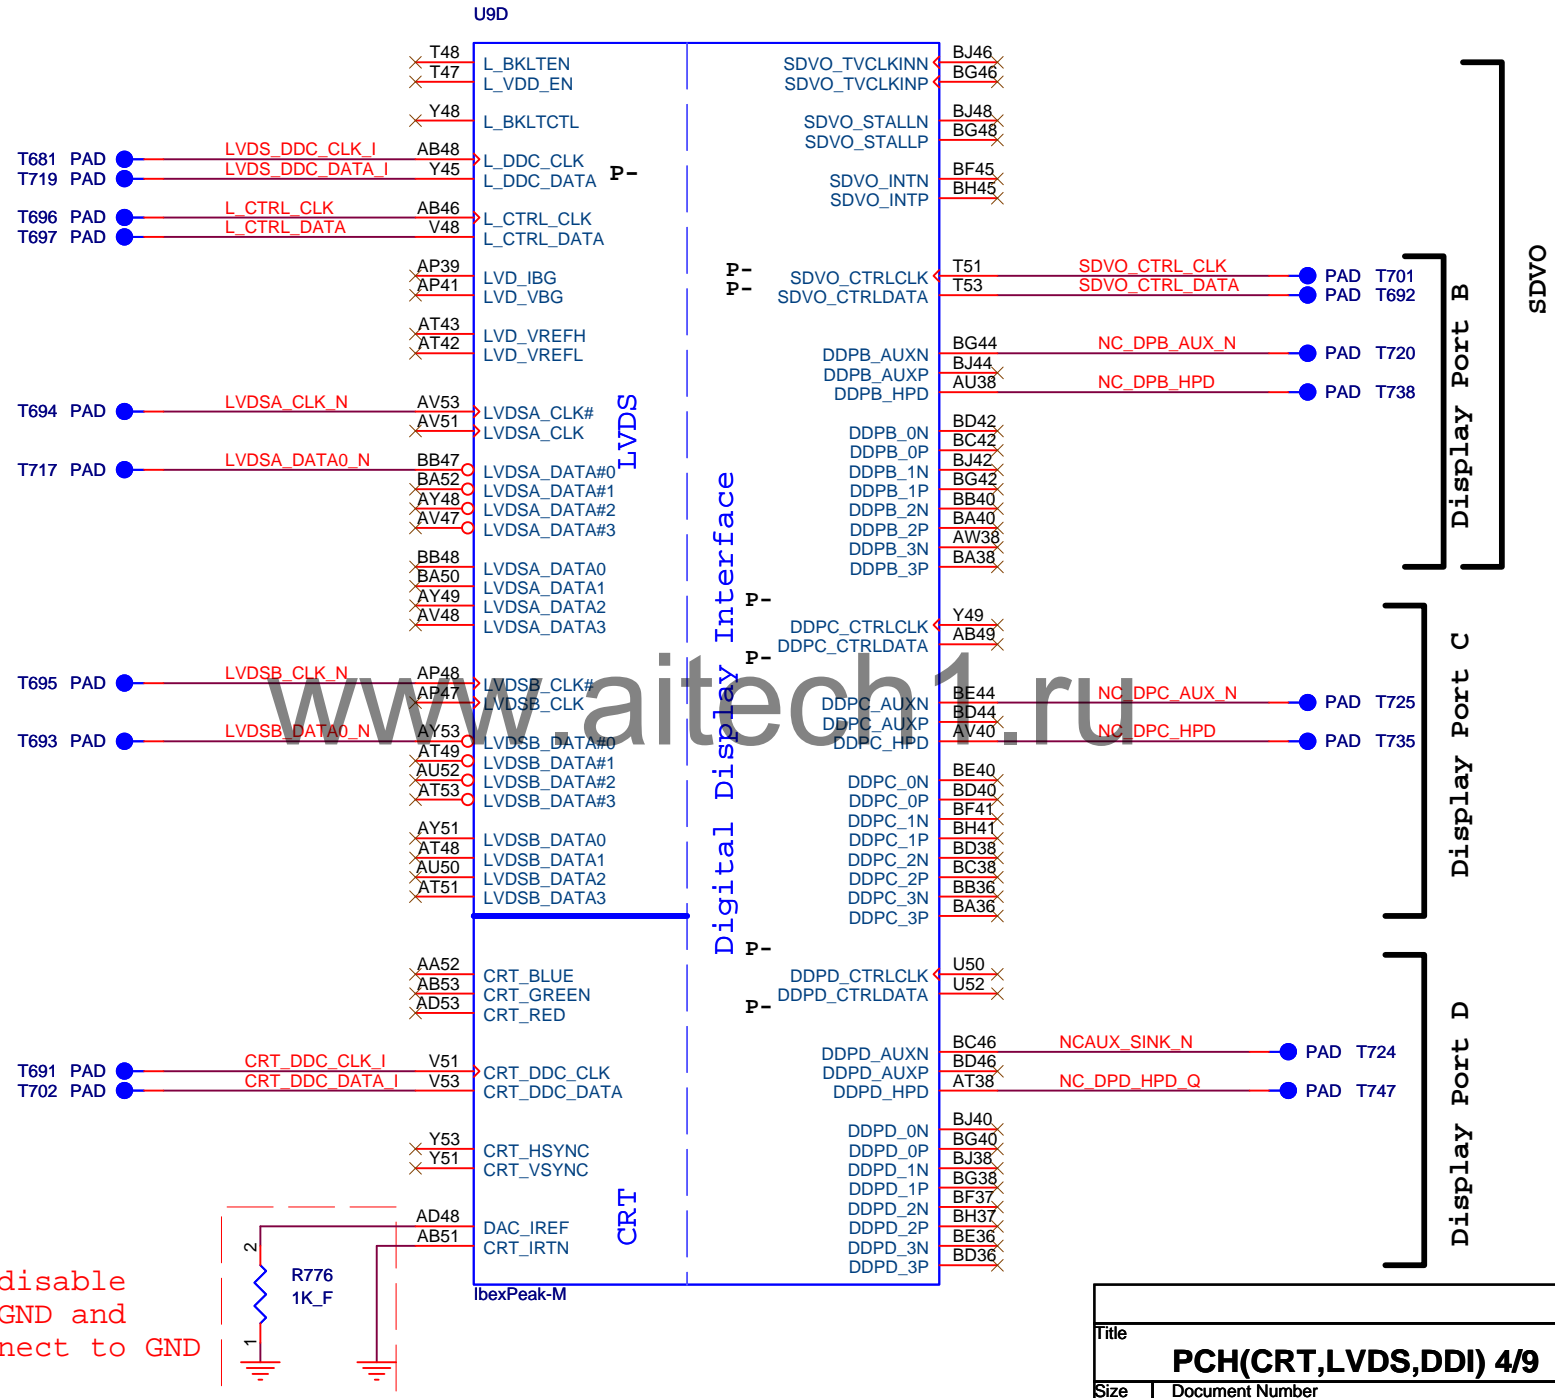 U9D
T48 L_BKLTEN
T47 L_VDD_EN
Y48 L_BKLTCTL
T681 PAD LVDS_DDC_CLK_I AB48 L_DDC_CLK
T719 PAD LVDS_DDC_DATA_I Y45 L_DDC_DATA P-
T696 PAD L_CTRL_CLK AB46 L_CTRL_CLK
T697 PAD L_CTRL_DATA V48 L_CTRL_DATA
AP39 LVD_IBG
AP41 LVD_VBG
AT43 LVD_VREFH
AT42 LVD_VREFL
T694 PAD LVDSA_CLK_N AV53 LVDSA_CLK#
AV51 LVDSA_CLK
T717 PAD LVDSA_DATA0_N BB47 LVDSA_DATA#0
BA52 LVDSA_DATA#1
AY48 LVDSA_DATA#2
AV47 LVDSA_DATA#3
BB48 LVDSA_DATA0
BA50 LVDSA_DATA1
AY49 LVDSA_DATA2
AV48 LVDSA_DATA3
T695 PAD LVDSB_CLK_N AP48 LVDSB_CLK#
AP47 LVDSB_CLK
T693 PAD LVDSB_DATA0_N AY53 LVDSB_DATA#0
AT49 LVDSB_DATA#1
AU52 LVDSB_DATA#2
AT53 LVDSB_DATA#3
AY51 LVDSB_DATA0
AT48 LVDSB_DATA1
AU50 LVDSB_DATA2
AT51 LVDSB_DATA3
LVDS
AA52 CRT_BLUE
AB53 CRT_GREEN
AD53 CRT_RED
T691 PAD CRT_DDC_CLK_I V51 CRT_DDC_CLK
T702 PAD CRT_DDC_DATA_I V53 CRT_DDC_DATA
Y53 CRT_HSYNC
Y51 CRT_VSYNC
AD48 DAC_IREF
AB51 CRT_IRTN
CRT
Digital Display Interface
SDVO_TVCLKINN BJ46
SDVO_TVCLKINP BG46
SDVO_STALLN BJ48
SDVO_STALLP BG48
SDVO_INTN BF45
SDVO_INTP BH45
P- SDVO_CTRLCLK T51 SDVO_CTRL_CLK PAD T701
P- SDVO_CTRLDATA T53 SDVO_CTRL_DATA PAD T692
DDPB_AUXN BG44 NC_DPB_AUX_N PAD T720
DDPB_AUXP BJ44
DDPB_HPD AU38 NC_DPB_HPD PAD T738
DDPB_0N BD42
DDPB_0P BC42
DDPB_1N BJ42
DDPB_1P BG42
DDPB_2N BB40
DDPB_2P BA40
DDPB_3N AW38
DDPB_3P BA38
Display Port B
SDVO
P-
DDPC_CTRLCLK Y49
DDPC_CTRLDATA AB49
P-
DDPC_AUXN BE44 NC_DPC_AUX_N PAD T725
DDPC_AUXP BD44
DDPC_HPD AV40 NC_DPC_HPD PAD T735
DDPC_0N BE40
DDPC_0P BD40
DDPC_1N BF41
DDPC_1P BH41
DDPC_2N BD38
DDPC_2P BC38
DDPC_3N BB36
DDPC_3P BA36
Display Port C
P-
DDPD_CTRLCLK U50
DDPD_CTRLDATA U52
P-
DDPD_AUXN BC46 NCAUX_SINK_N PAD T724
DDPD_AUXP BD46
DDPD_HPD AT38 NC_DPD_HPD_Q PAD T747
DDPD_0N BJ40
DDPD_0P BG40
DDPD_1N BJ38
DDPD_1P BG38
DDPD_2N BF37
DDPD_2P BH37
DDPD_3N BE36
DDPD_3P BD36
Display Port D
www.aitech1.ru
IbexPeak-M
2
R776
1K_F
1
disable
GND and
nect to GND
Title
PCH(CRT,LVDS,DDI) 4/9
Size Document Number